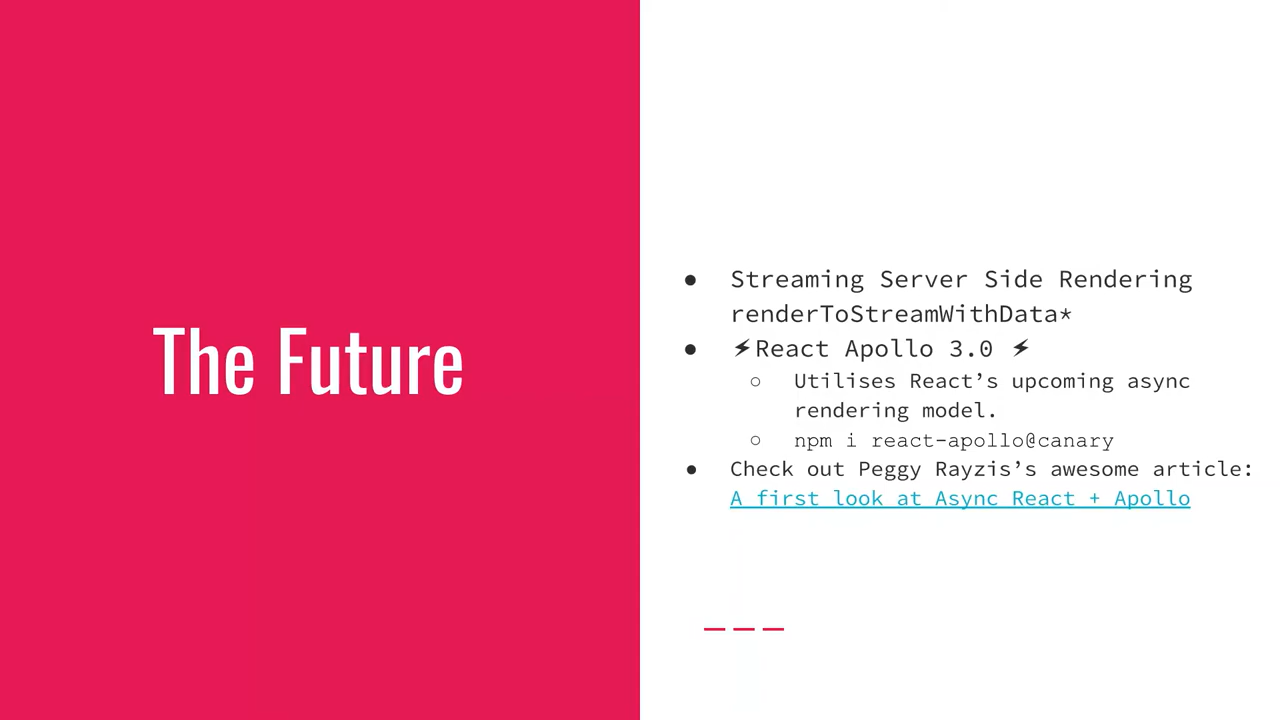 The Future
● Streaming Server Side Rendering
renderToStreamWithData*
● ⚡React Apollo 3.0 ⚡
○ Utilises React’s upcoming async
rendering model.
○ npm i react-apollo@canary
● Check out Peggy Rayzis’s awesome article:
A first look at Async React + Apollo